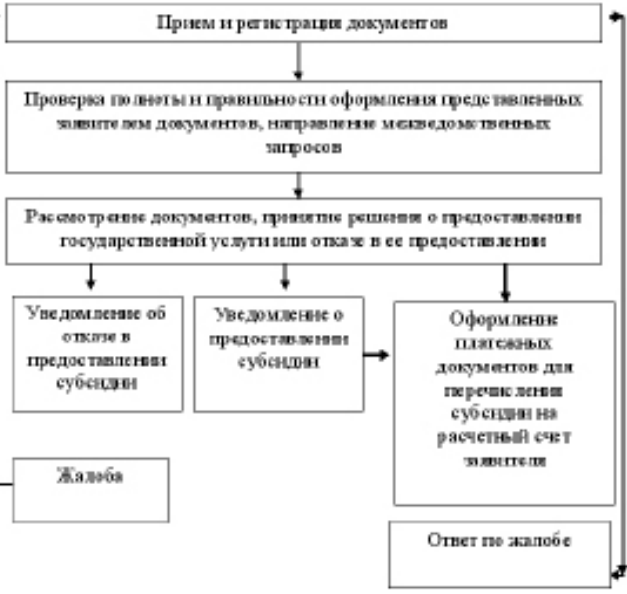 Прием и регистрация документов
Проверка полноты и правильности оформления представленных
заявителем документов, направление межведомственных
запросов
Рассмотрение документов, принятие решения о предоставлении
государственной услуги или отказе в ее предоставлении
Уведомление об
отказе в
предоставлении
субсидии
Уведомление о
предоставлении
субсидии
Оформление
платежных
документов для
перечисления
субсидии на
расчетный счет
заявителя
Жалоба
Ответ по жалобе